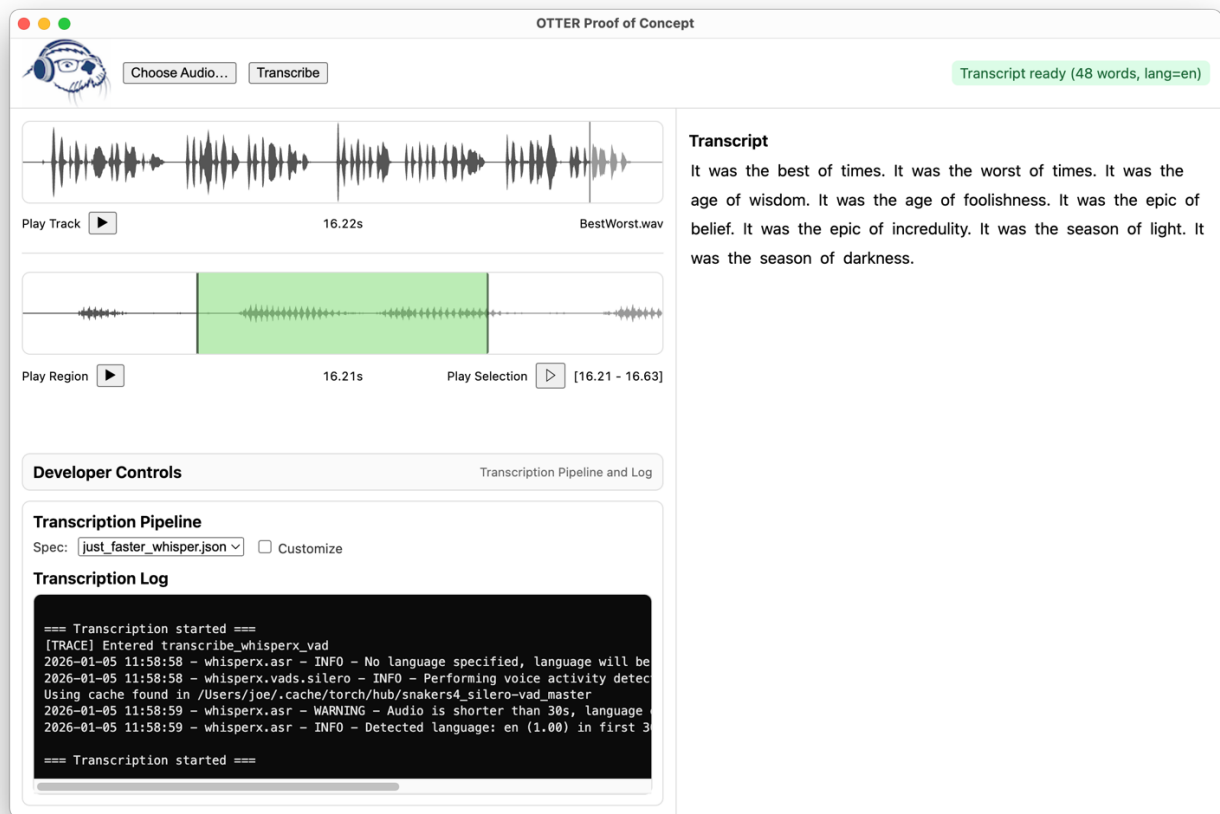 OTTER Proof of Concept
Choose Audio... Transcribe
Transcript ready (48 words, lang=en)
Play Track 16.22s BestWorst.wav
Play Region 16.21s Play Selection [16.21 - 16.63]
Developer Controls Transcription Pipeline and Log
Transcription Pipeline
Spec: just_faster_whisper.json Customize
Transcription Log
=== Transcription started ===
[TRACE] Entered transcribe_whisperx_vad
2026-01-05 11:58:58 - whisperx.asr - INFO - No language specified, language will be
2026-01-05 11:58:58 - whisperx.vads.silero - INFO - Performing voice activity detec
Using cache found in /Users/joe/.cache/torch/hub/snakers4_silero-vad_master
2026-01-05 11:58:59 - whisperx.asr - WARNING - Audio is shorter than 30s, language
2026-01-05 11:58:59 - whisperx.asr - INFO - Detected language: en (1.00) in first
=== Transcription started ===
Transcript
It was the best of times. It was the worst of times. It was the
age of wisdom. It was the age of foolishness. It was the epic of
belief. It was the epic of incredulity. It was the season of light. It
was the season of darkness.